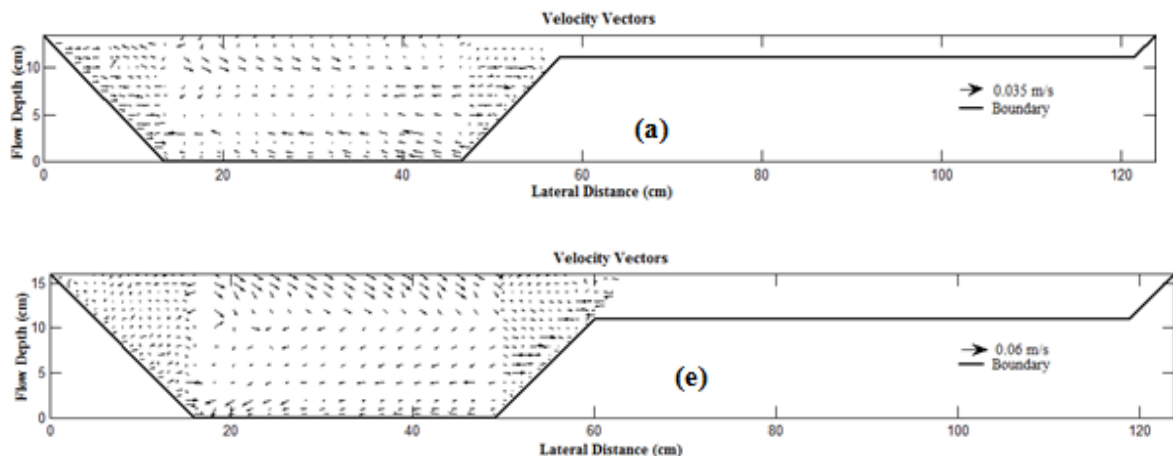 Velocity Vectors
Flow Depth (cm)
10
5
0
0.035 m/s
Boundary
(a)
0 20 40 60 80 100 120
Lateral Distance (cm)
Velocity Vectors
Flow Depth (cm)
15
10
5
0
0.06 m/s
Boundary
(e)
0 20 40 60 80 100 120
Lateral Distance (cm)